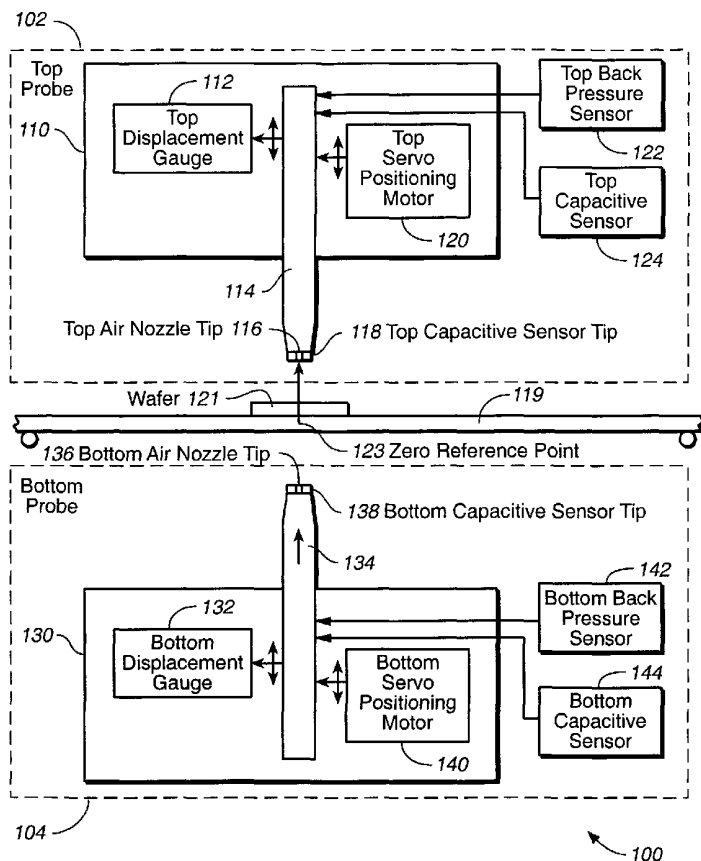 102
Top
Probe
110
112
Top
Displacement
Gauge
Top
Servo
Positioning
Motor
120
Top Back
Pressure
Sensor
122
Top
Capacitive
Sensor
124
114
Top Air Nozzle Tip 116
118 Top Capacitive Sensor Tip
Wafer 121
119
136 Bottom Air Nozzle Tip
123 Zero Reference Point
Bottom
Probe
138 Bottom Capacitive Sensor Tip
134
130
132
Bottom
Displacement
Gauge
Bottom
Servo
Positioning
Motor
140
142
Bottom Back
Pressure
Sensor
144
Bottom
Capacitive
Sensor
104
100